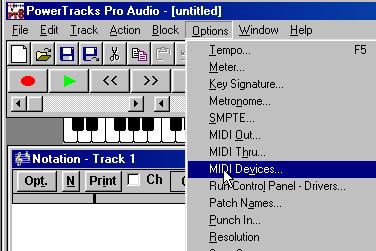 PowerTracks Pro Audio - [untitled]
File Edit Track Action Block Options Window Help
Tempo... F5
Meter...
Key Signature...
Metronome...
SMPTE...
MIDI Out...
MIDI Thru...
Notation - Track 1
MIDI Devices...
Opt. N Print Ch
Run Control Panel - Drivers...
Patch Names...
Punch In...
Resolution